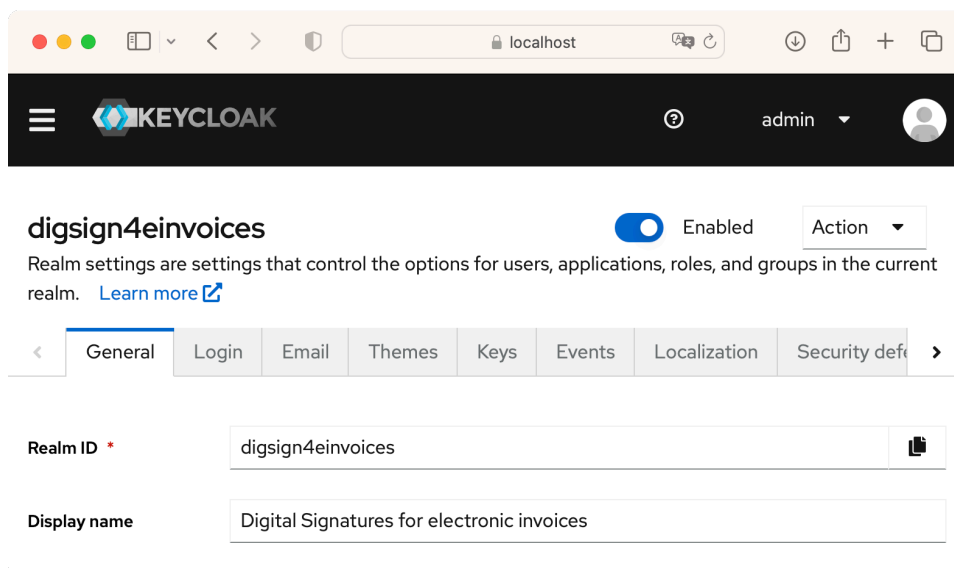 localhost
KEYCLOAK
admin
digsign4einvoices
Enabled
Action
Realm settings are settings that control the options for users, applications, roles, and groups in the current
realm. Learn more
General Login Email Themes Keys Events Localization Security defe
Realm ID * digsign4einvoices
Display name Digital Signatures for electronic invoices